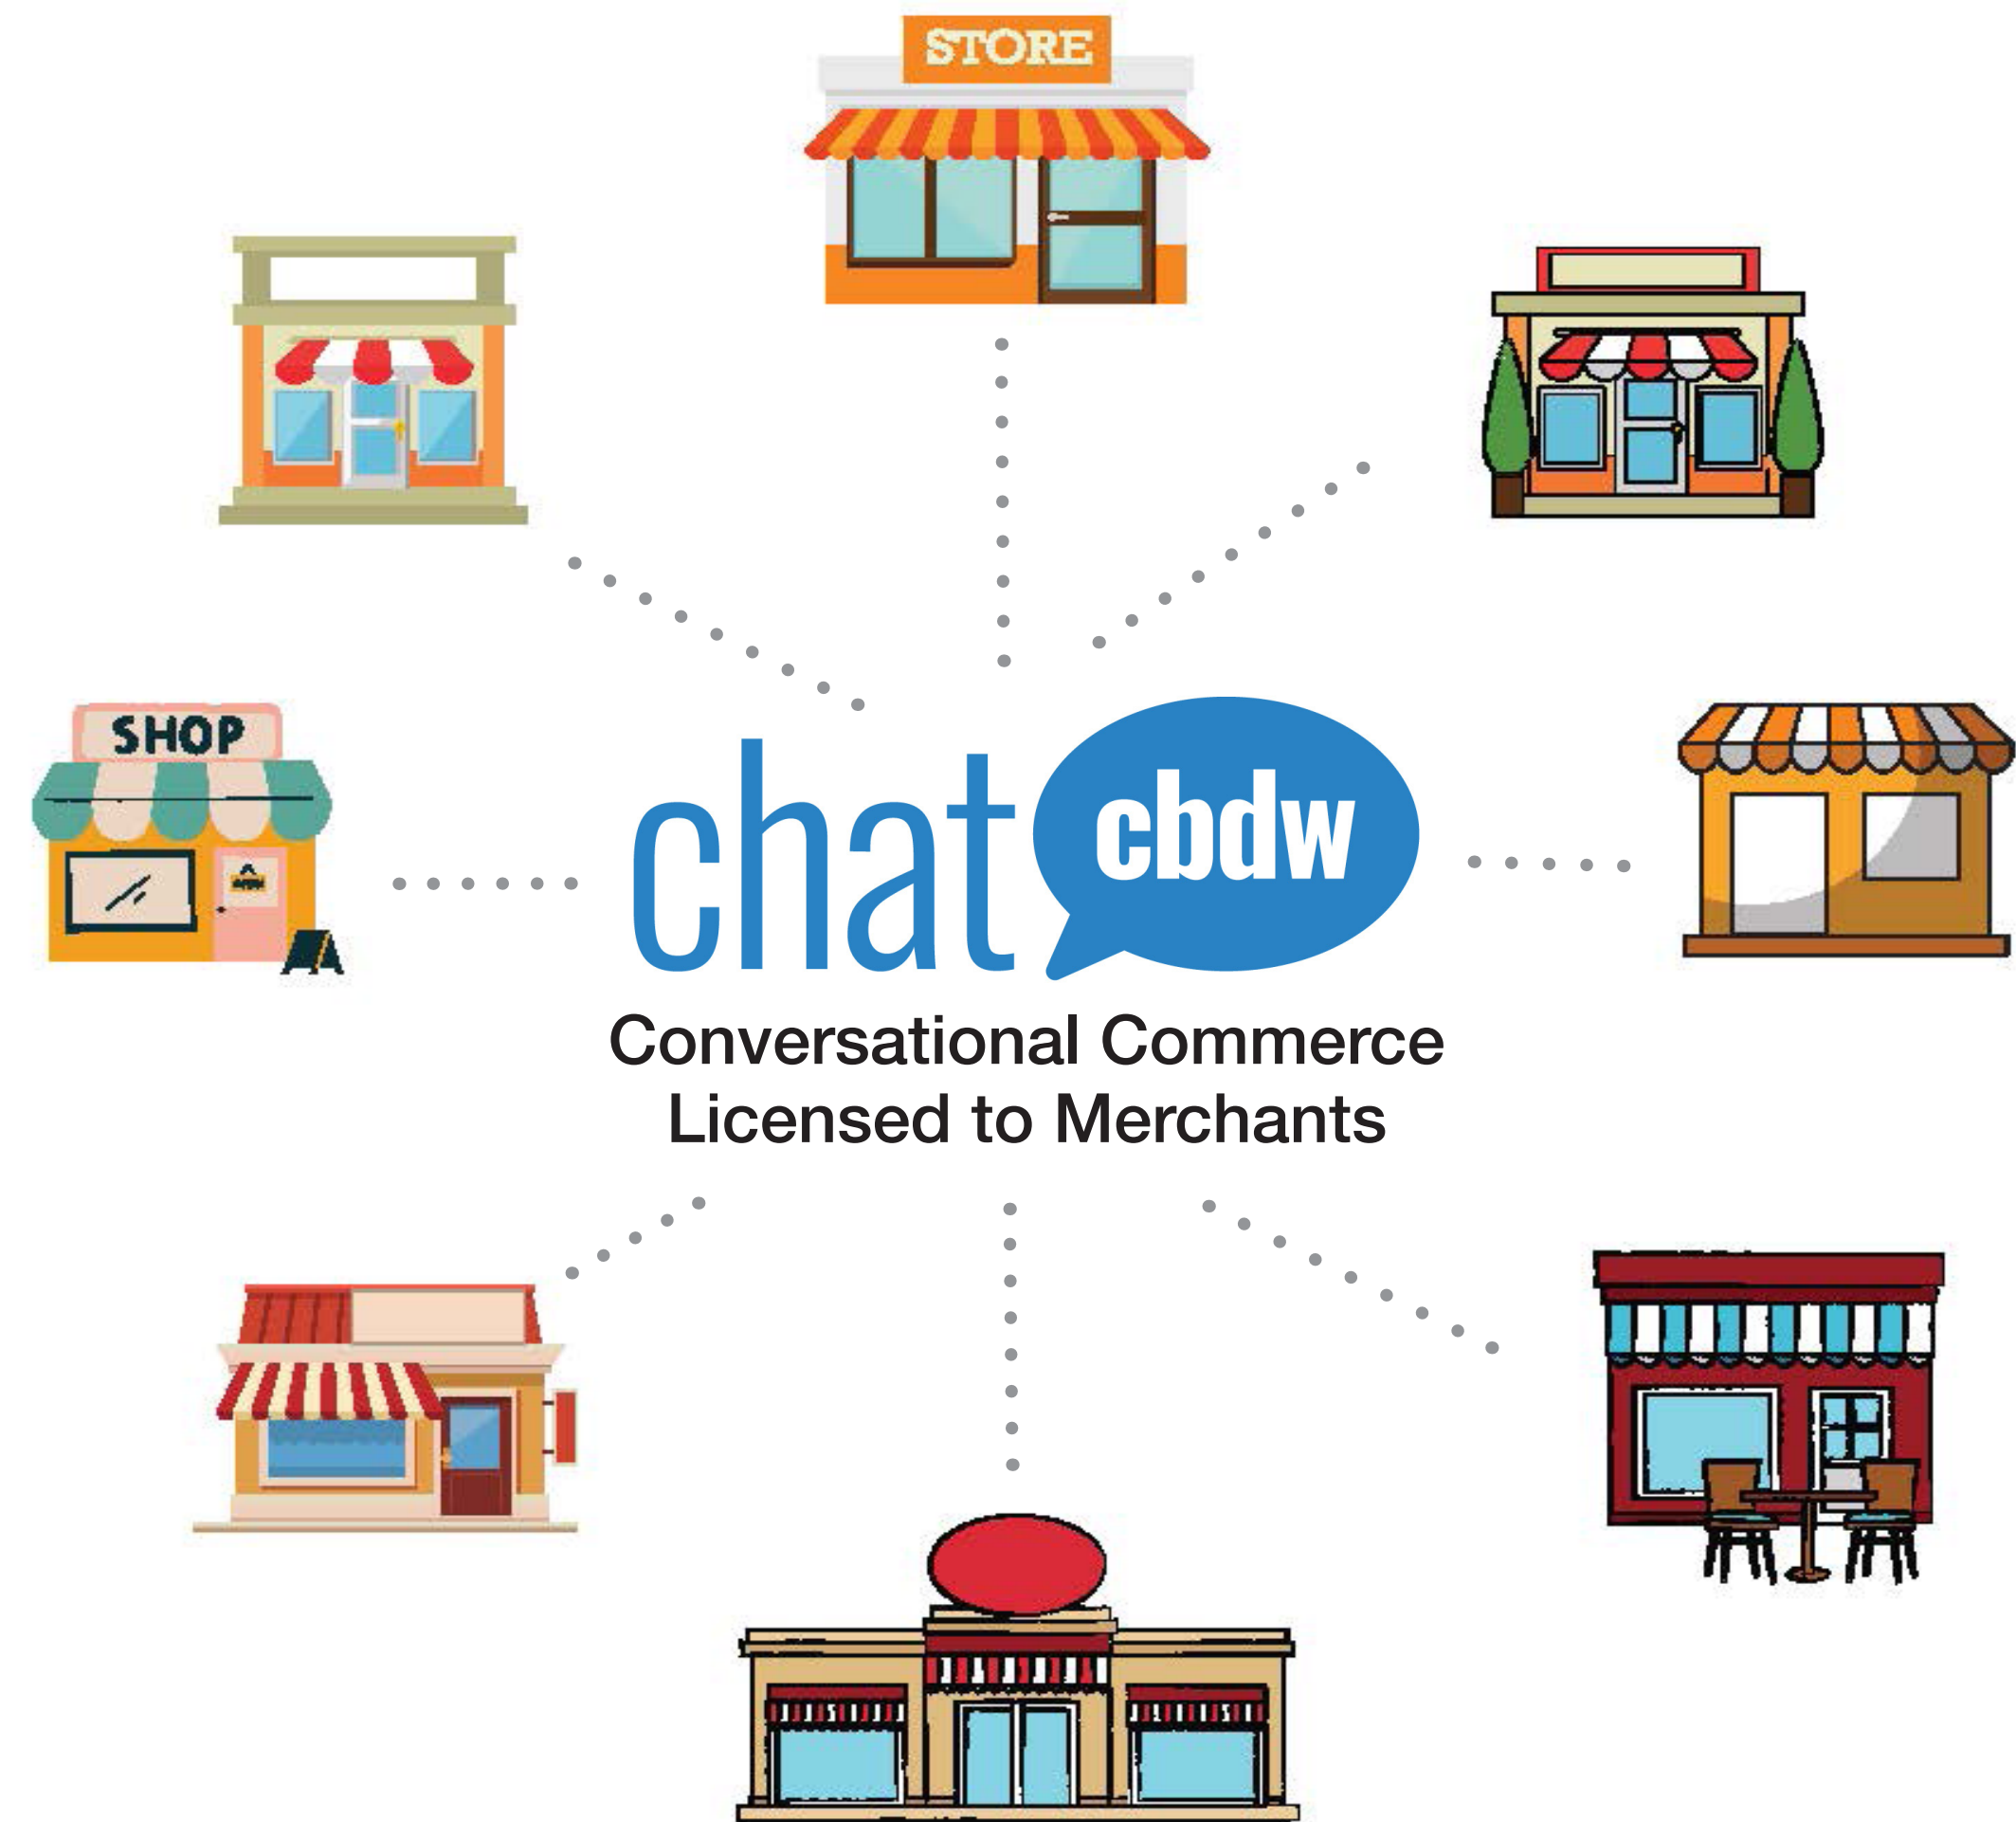 STORE
SHOP
chat cbdw
Conversational Commerce
Licensed to Merchants